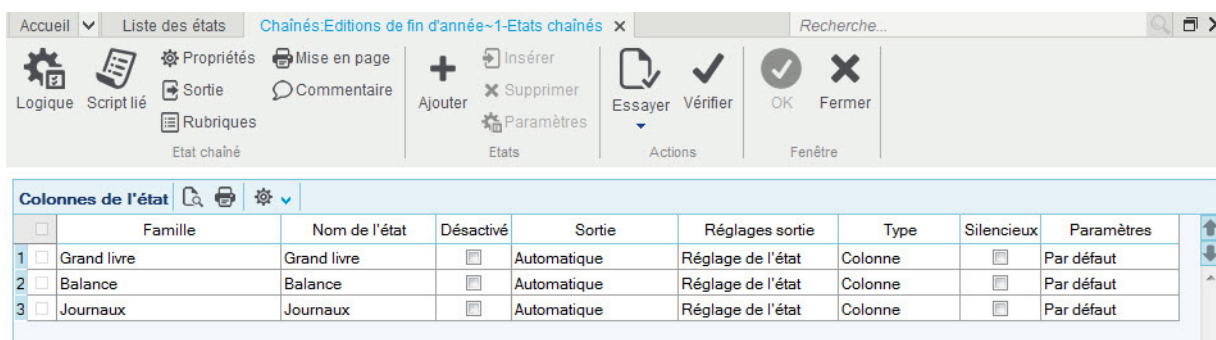 Accueil Liste des états Chaînés:Editions de fin d'année~1-Etats chaînés Recherche...
Logique Script lié Propriétés Mise en page Ajouter Insérer Essayer Vérifier OK Fermer
Sortie Commentaire Supprimer
Rubriques Paramètres
Etat chaîné Etats Actions Fenêtre
Colonnes de l'état
Famille Nom de l'état Désactivé Sortie Réglages sortie Type Silencieux Paramètres
1 Grand livre Grand livre Automatique Réglage de l'état Colonne Par défaut
2 Balance Balance Automatique Réglage de l'état Colonne Par défaut
3 Journaux Journaux Automatique Réglage de l'état Colonne Par défaut